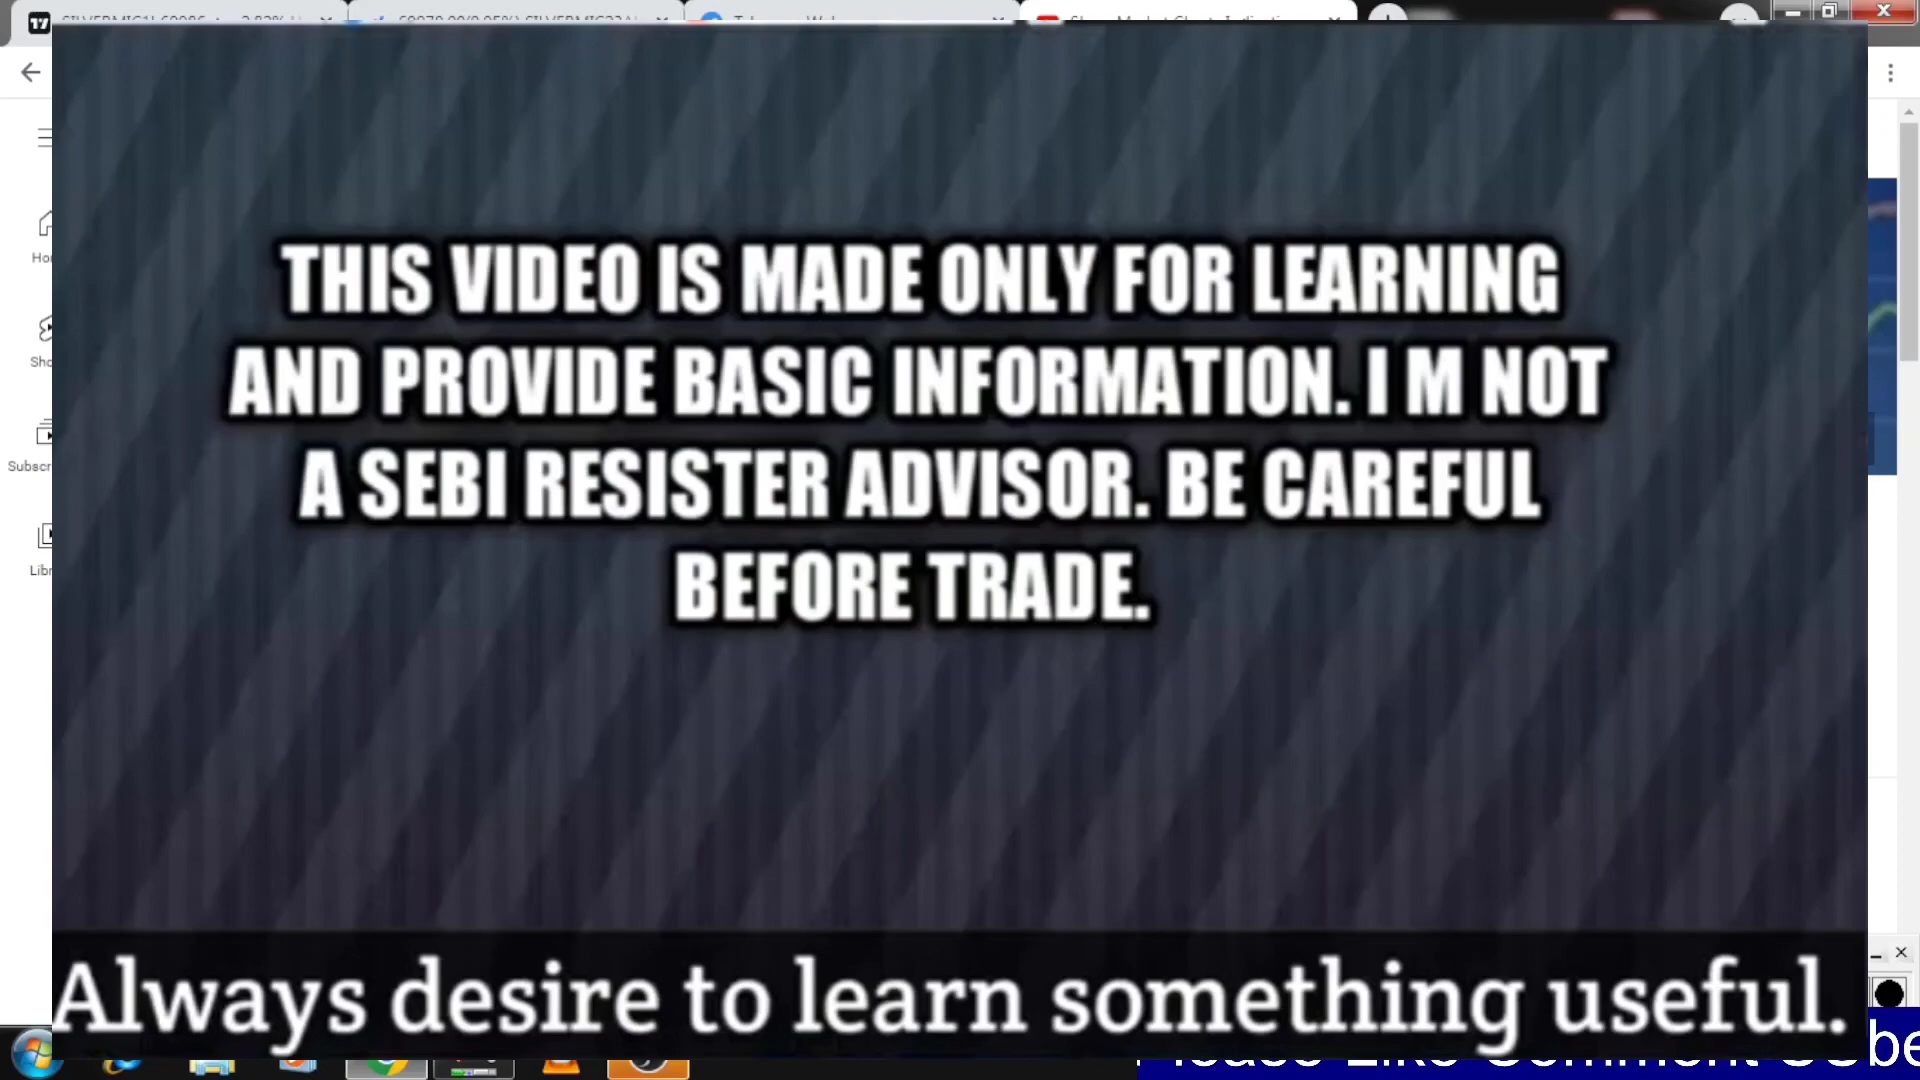 THIS VIDEO IS MADE ONLY FOR LEARNING
AND PROVIDE BASIC INFORMATION. I M NOT
A SEBI RESISTER ADVISOR. BE CAREFUL
BEFORE TRADE.
Always desire to learn something useful.